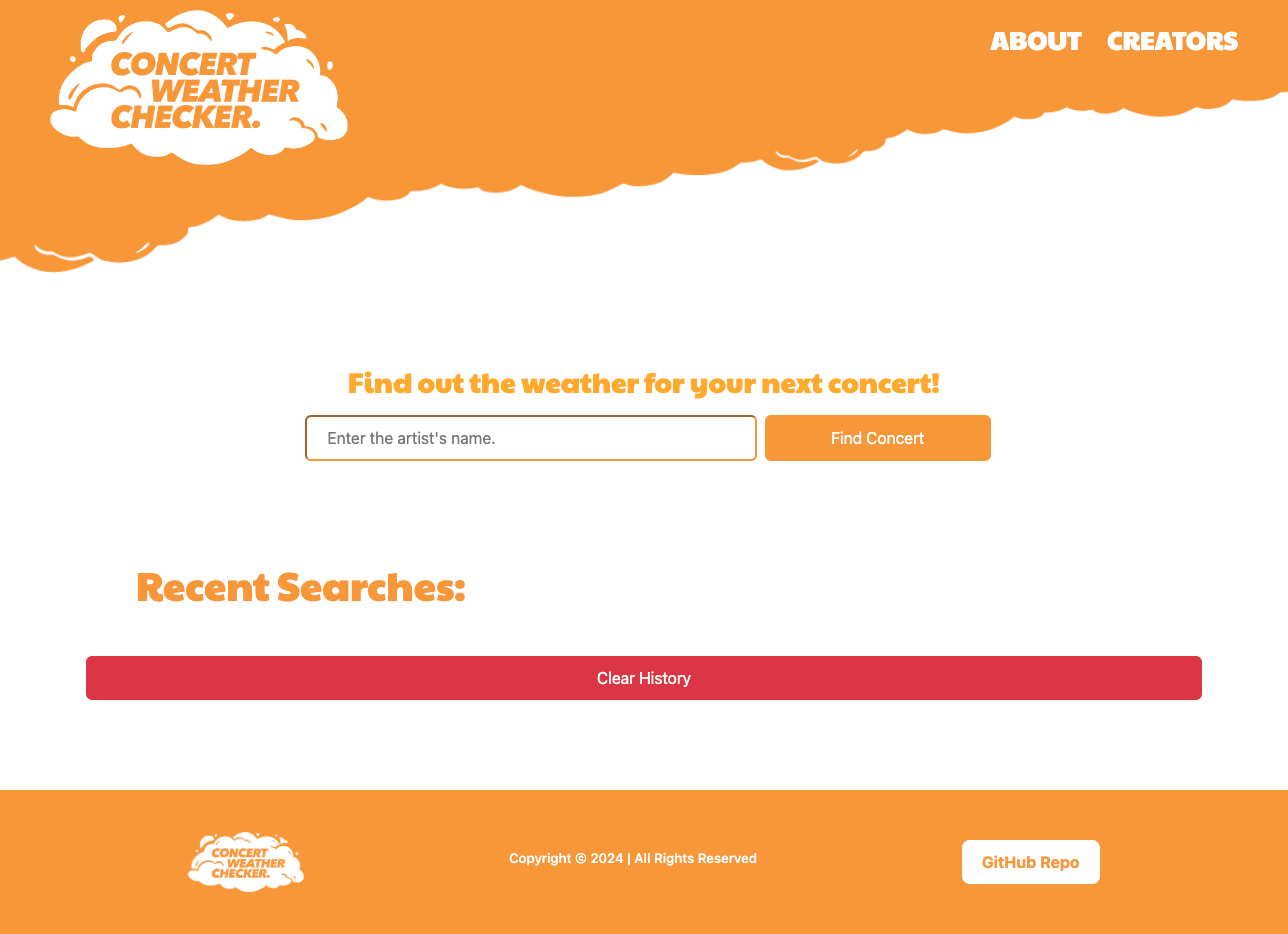 CONCERT
WEATHER
CHECKER.
ABOUT CREATORS
Find out the weather for your next concert!
Enter the artist's name.
Find Concert
Recent Searches:
Clear History
CONCERT
WEATHER
CHECKER.
Copyright © 2024 | All Rights Reserved
GitHub Repo